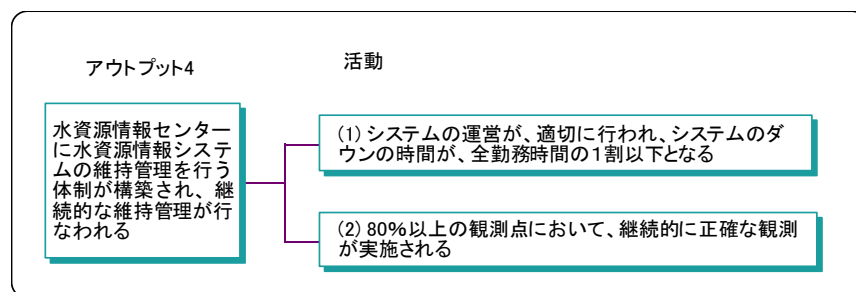 アウトプット4
活動
水資源情報センター
に水資源情報システ
ムの維持管理を行う
体制が構築され、継
続的な維持管理が行
なわれる
(1) システムの運営が、適切に行われ、システムのダ
ウンの時間が、全勤務時間の1割以下となる
(2) 80%以上の観測点において、継続的に正確な観測
が実施される